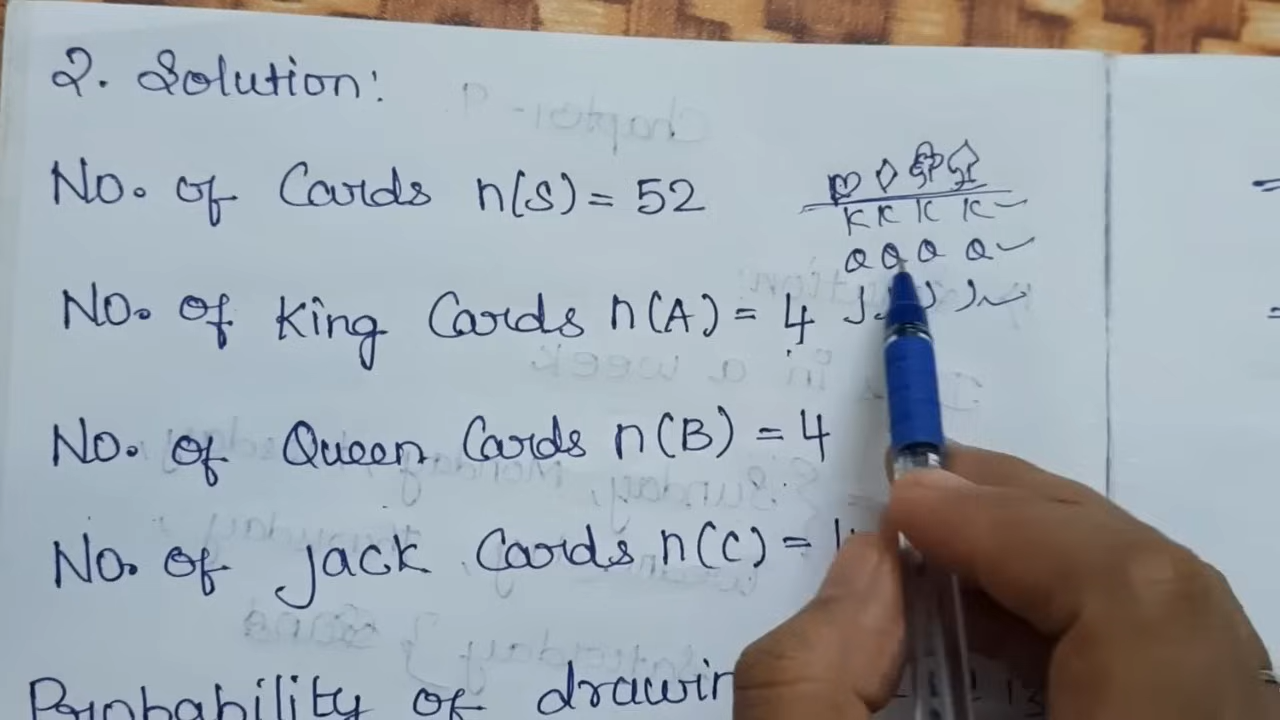 2. Solution:
No. of Cards n(S) = 52
K K K K
Q Q Q Q
No. of King Cards n(A) = 4
No. of Queen Cards n(B) = 4
No. of Jack Cards n(C) =
Probability of